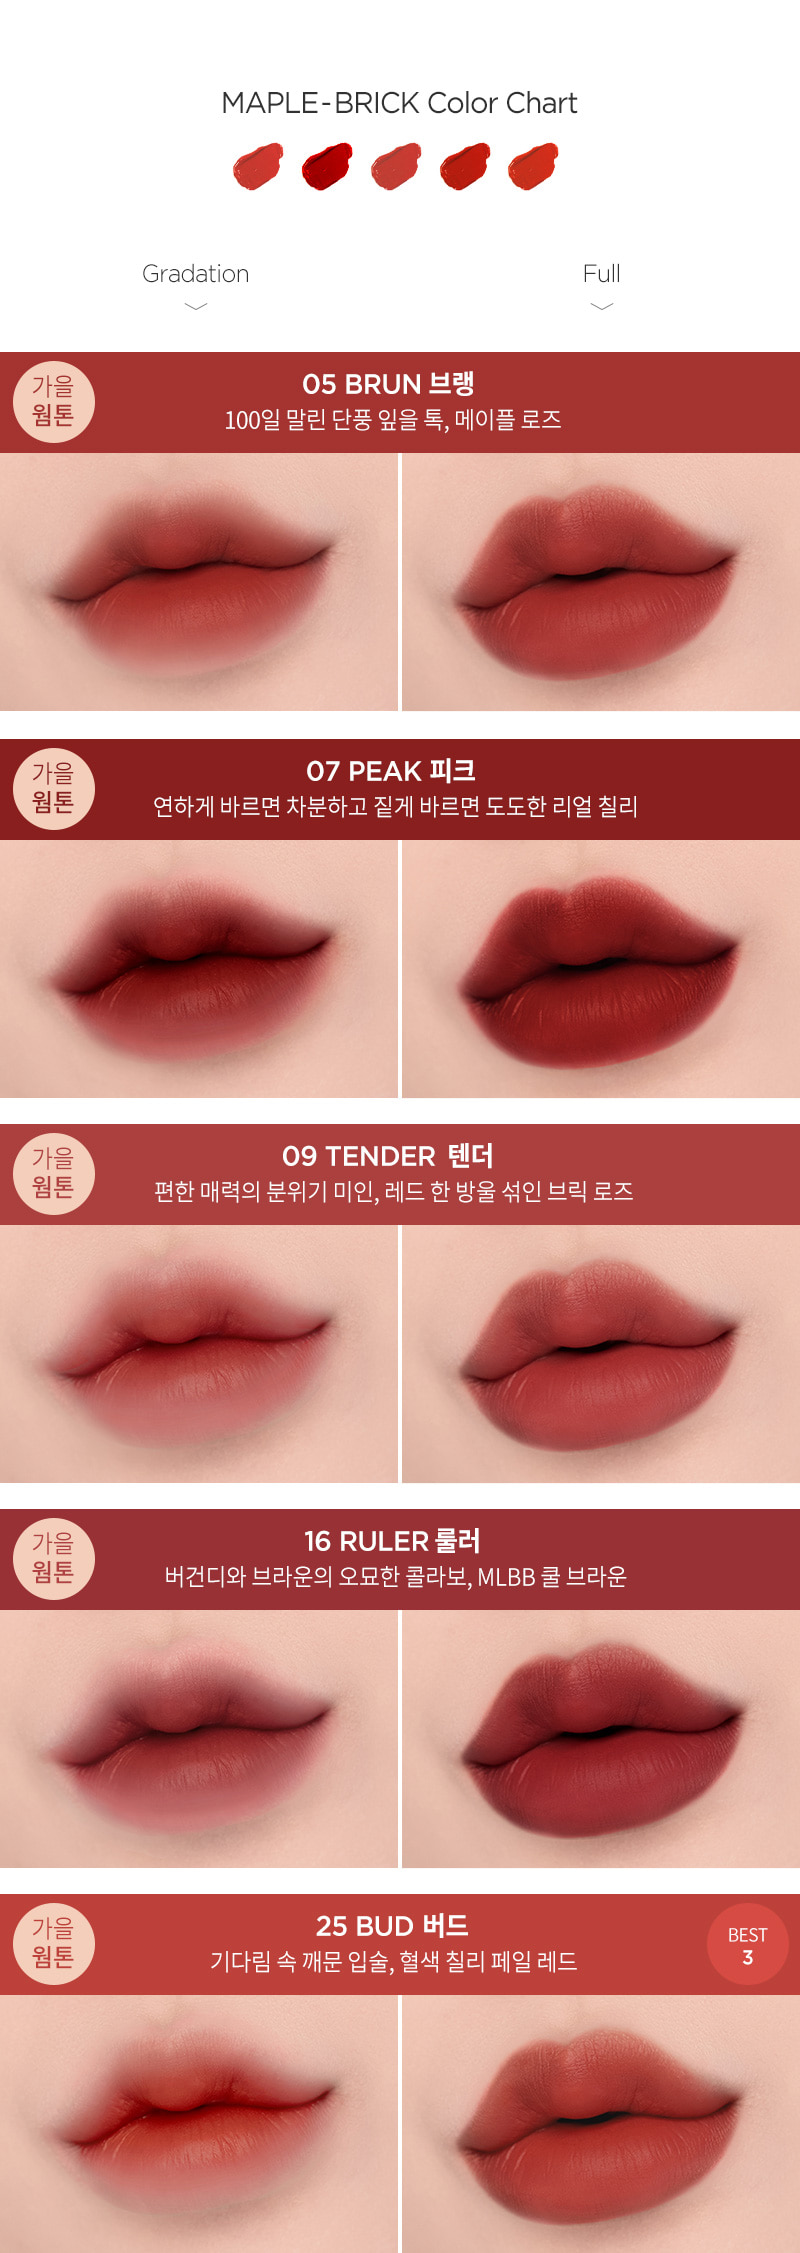 MAPLE-BRICK Color Chart
Gradation
Full
가을
웜톤
05 BRUN 브랭
100일 말린 단풍 잎을 톡, 메이플 로즈
가을
웜톤
07 PEAK 피크
연하게 바르면 차분하고 짙게 바르면 도도한 리얼 칠리
가을
웜톤
09 TENDER 텐더
편한 매력의 분위기 미인, 레드 한 방울 섞인 브릭 로즈
가을
웜톤
16 RULER 룰러
버건디와 브라운의 오묘한 콜라보, MLBB 쿨 브라운
가을
웜톤
25 BUD 버드
기다림 속 깨문 입술, 혈색 칠리 페일 레드
BEST
3